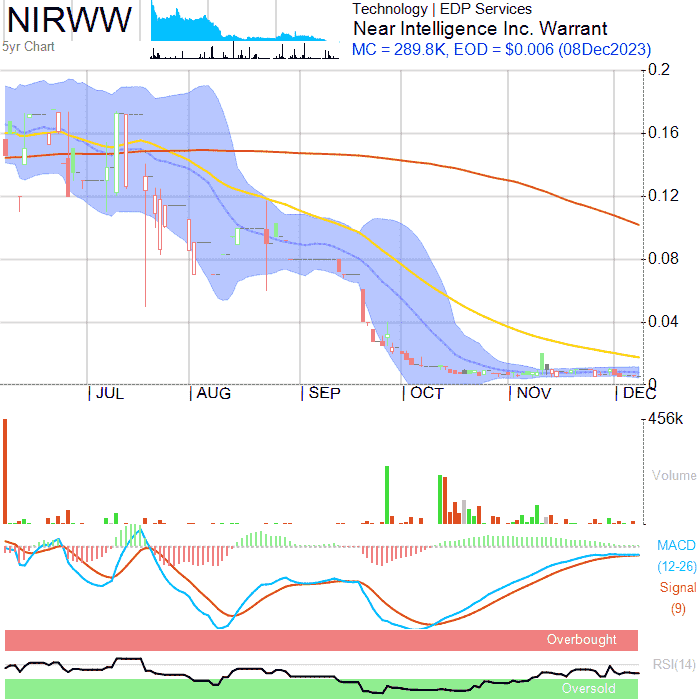 NIRWW
5yr Chart
Technology | EDP Services
Near Intelligence Inc. Warrant
MC = 289.8K, EOD = $0.006 (08Dec2023)
0.2
0.16
0.12
0.08
0.04
0
| JUL | AUG | SEP | OCT | NOV | DEC
456k
Volume
MACD
(12-26)
Signal
(9)
Overbought
RSI(14)
Oversold